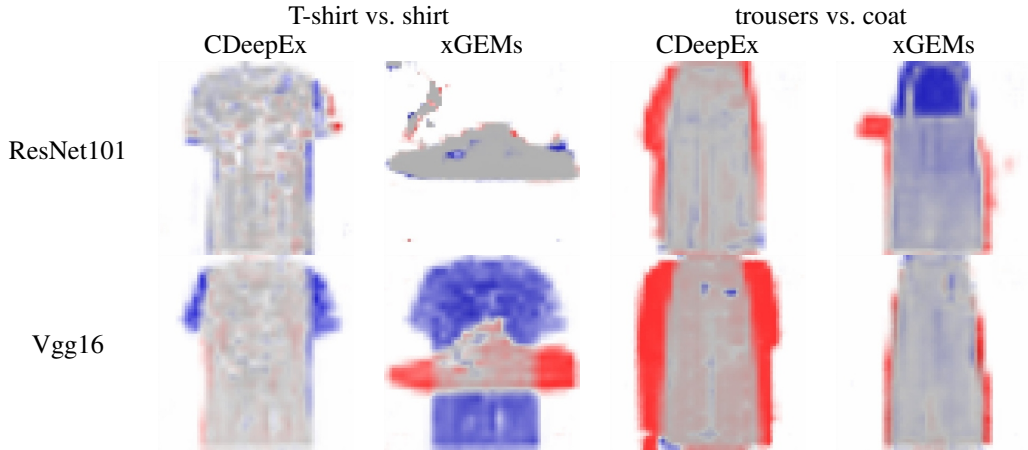 T-shirt vs. shirt trousers vs. coat
CDeepEx xGEMs CDeepEx xGEMs
ResNet101
Vgg16